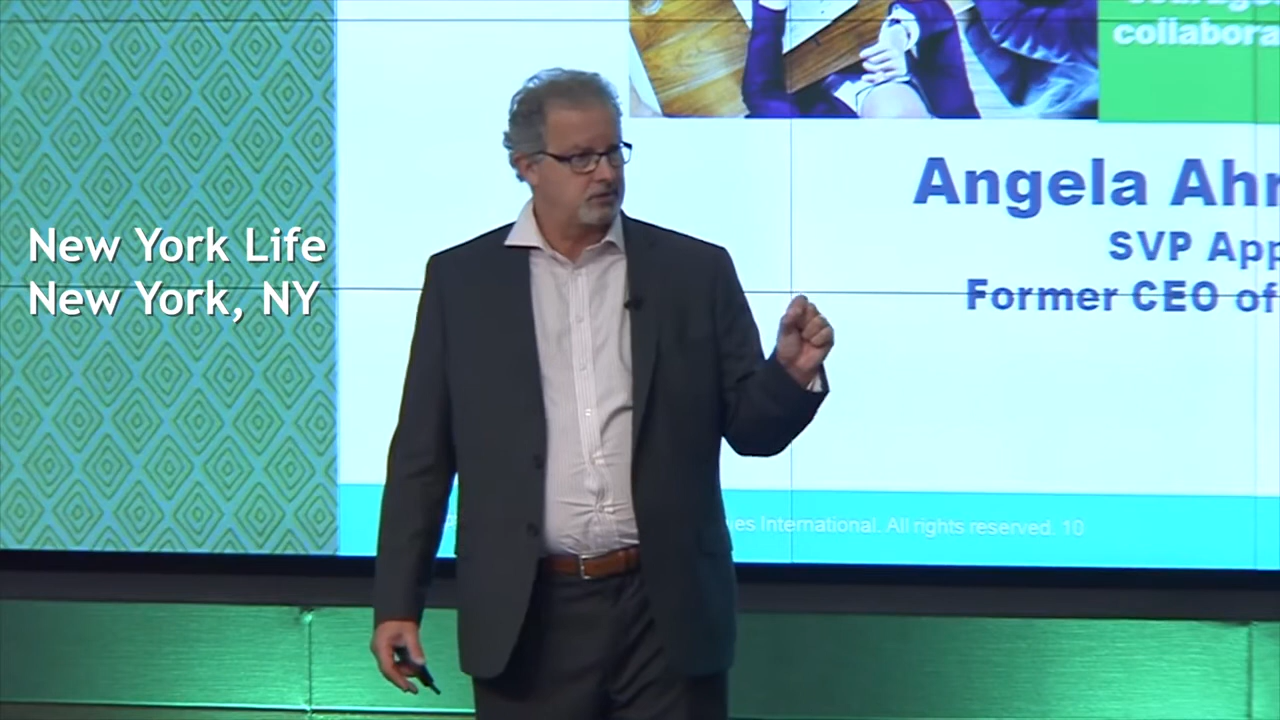 collabora
Angela Ahr
SVP App
Former CEO of
New York Life
New York, NY
es International. All rights reserved. 10